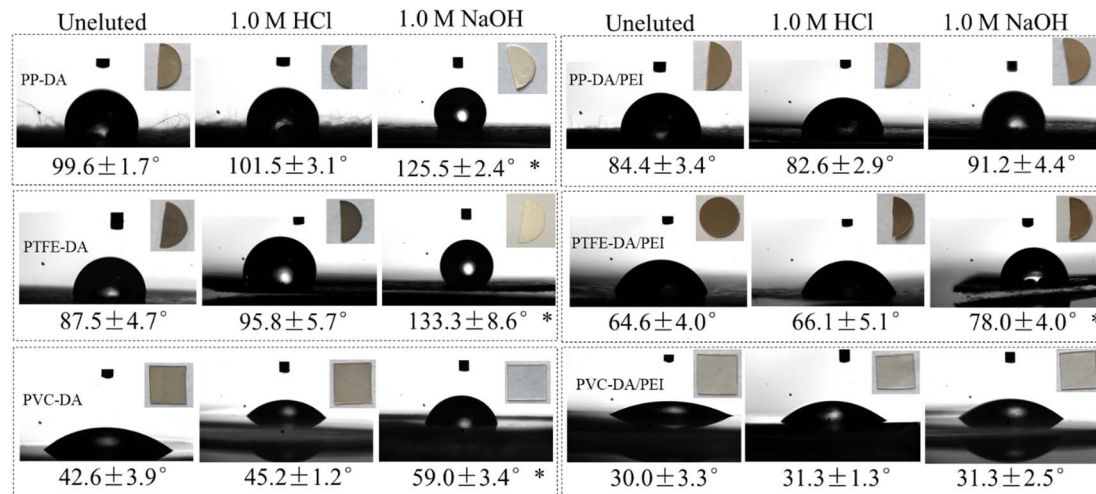 Uneluted 1.0 M HCl 1.0 M NaOH Uneluted 1.0 M HCl 1.0 M NaOH
PP-DA PP-DA/PEI
99.6±1.7° 101.5±3.1° 125.5±2.4° * 84.4±3.4° 82.6±2.9° 91.2±4.4°
PTFE-DA PTFE-DA/PEI
87.5±4.7° 95.8±5.7° 133.3±8.6° * 64.6±4.0° 66.1±5.1° 78.0±4.0° *
PVC-DA PVC-DA/PEI
42.6±3.9° 45.2±1.2° 59.0±3.4° * 30.0±3.3° 31.3±1.3° 31.3±2.5°